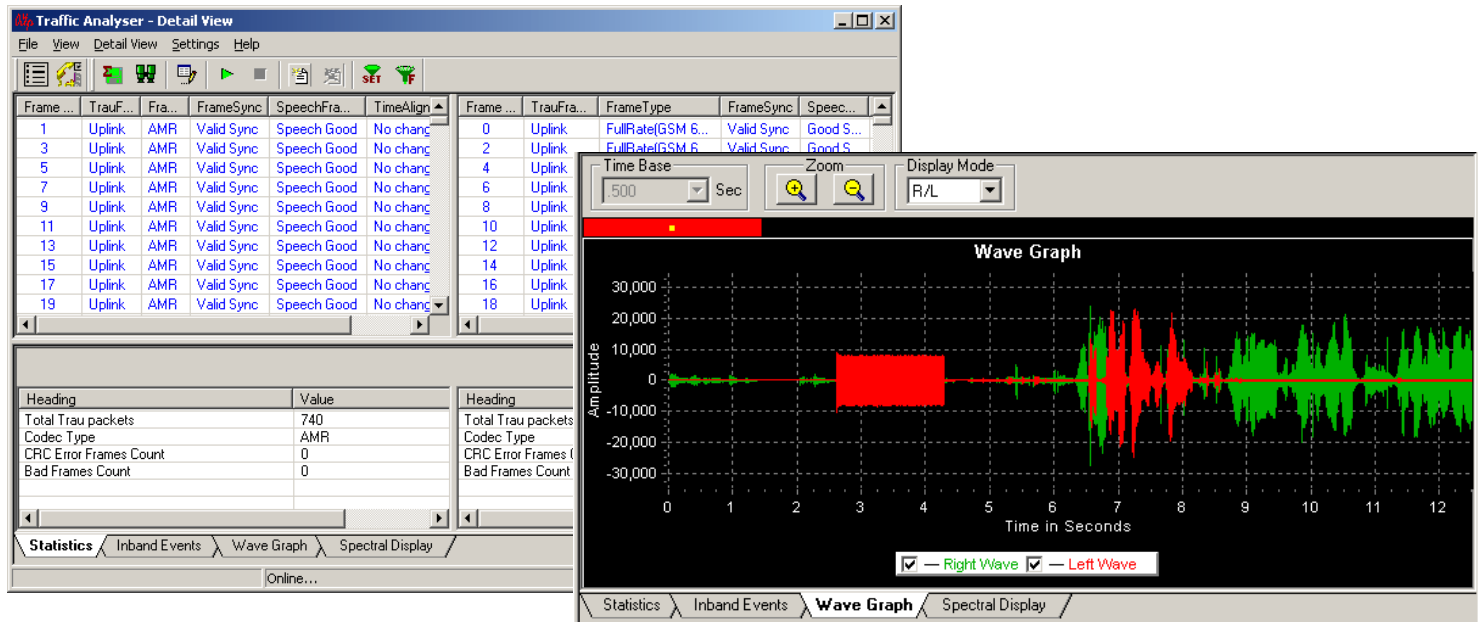 Traffic Analyser - Detail View
File View Detail View Settings Help
SET F
Frame ... TrauF... Fra... FrameSync SpeechFra... TimeAlign
1 Uplink AMR Valid Sync Speech Good No chang
3 Uplink AMR Valid Sync Speech Good No chang
5 Uplink AMR Valid Sync Speech Good No chang
7 Uplink AMR Valid Sync Speech Good No chang
9 Uplink AMR Valid Sync Speech Good No chang
11 Uplink AMR Valid Sync Speech Good No chang
13 Uplink AMR Valid Sync Speech Good No chang
15 Uplink AMR Valid Sync Speech Good No chang
17 Uplink AMR Valid Sync Speech Good No chang
19 Uplink AMR Valid Sync Speech Good No chang
Frame ... TrauFra... FrameType FrameSync Speec...
0 Uplink FullRate(GSM 6... Valid Sync Good S...
2 Uplink FullRate(GSM 6... Valid Sync Good S...
4 Uplink
6 Uplink
8 Uplink
10 Uplink
12 Uplink
14 Uplink
16 Uplink
18 Uplink
Heading Value
Total Trau packets 740
Codec Type AMR
CRC Error Frames Count 0
Bad Frames Count 0
Heading
Total Trau packets
Codec Type
CRC Error Frames
Bad Frames Count
Statistics Inband Events Wave Graph Spectral Display
Online...
Time Base Zoom Display Mode
.500 Sec R/L
Wave Graph
Amplitude
30,000
20,000
10,000
0
-10,000
-20,000
-30,000
0 1 2 3 4 5 6 7 8 9 10 11 12
Time in Seconds
Right Wave Left Wave
Statistics Inband Events Wave Graph Spectral Display